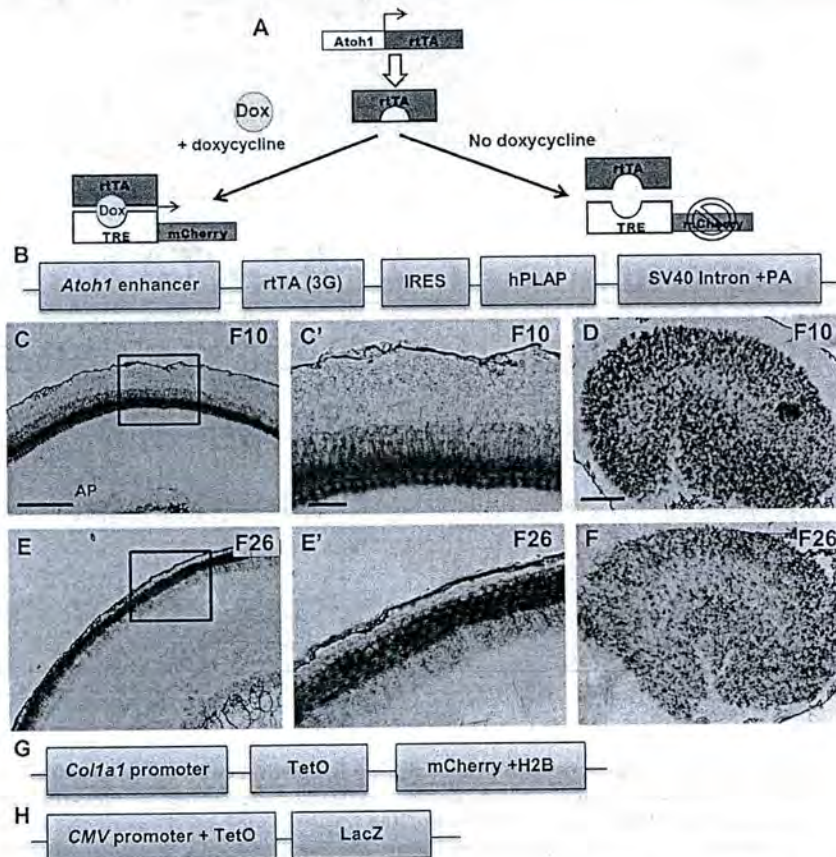 A
Atoh1 rtTA
rtTA
Dox
+ doxycycline
No doxycycline
rtTA
Dox
TRE
mCherry
rtTA
TRE
mCherry
B
Atoh1 enhancer
rtTA (3G)
IRES
hPLAP
SV40 Intron +PA
C
F10
AP
C'
F10
D
F10
E
F26
E'
F26
F
F26
G
Col1a1 promoter
TetO
mCherry +H2B
H
CMV promoter + TetO
LacZ